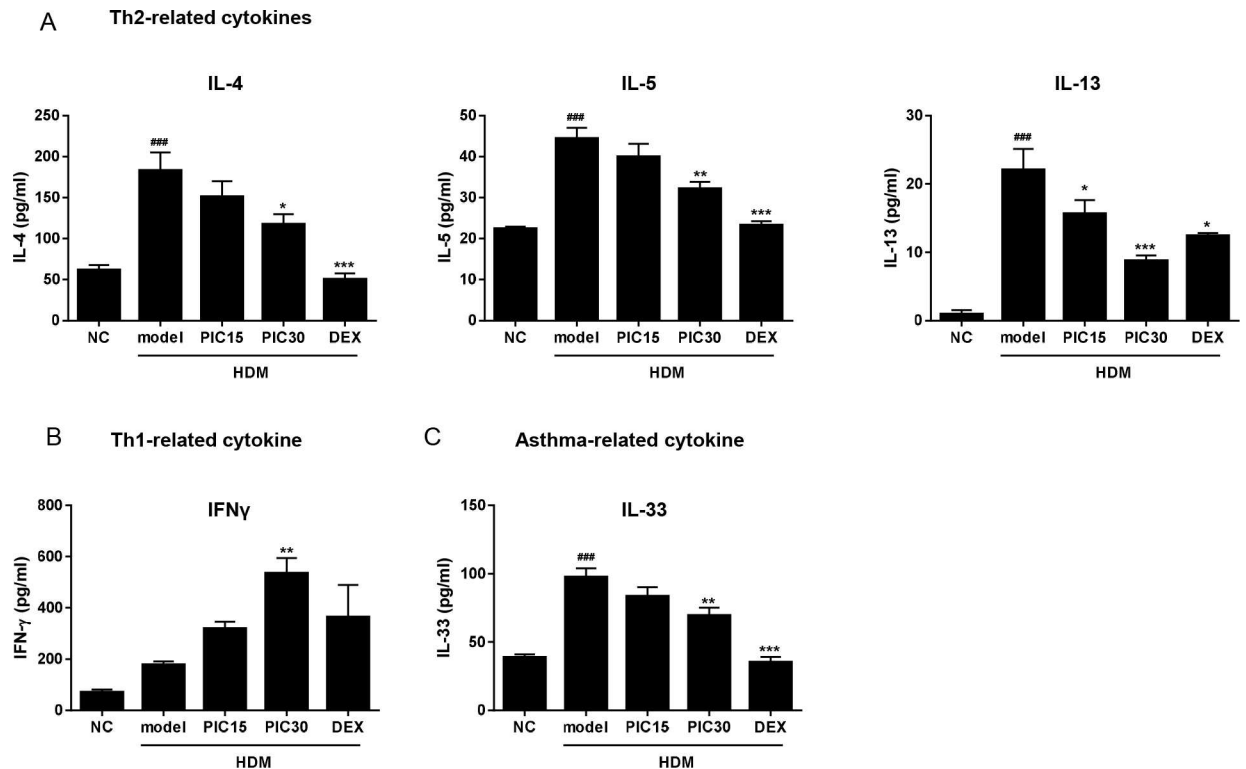 A Th2-related cytokines
IL-4
IL-4 (pg/ml)
250
200
150
100
50
0
###
*
***
NC model PIC15 PIC30 DEX
HDM
IL-5
IL-5 (pg/ml)
50
40
30
20
10
0
###
**
***
NC model PIC15 PIC30 DEX
HDM
IL-13
IL-13 (pg/ml)
30
20
10
0
###
*
***
*
NC model PIC15 PIC30 DEX
HDM
B Th1-related cytokine
IFNγ
IFN-γ (pg/ml)
800
600
400
200
0
**
NC model PIC15 PIC30 DEX
HDM
C Asthma-related cytokine
IL-33
IL-33 (pg/ml)
150
100
50
0
###
**
***
NC model PIC15 PIC30 DEX
HDM